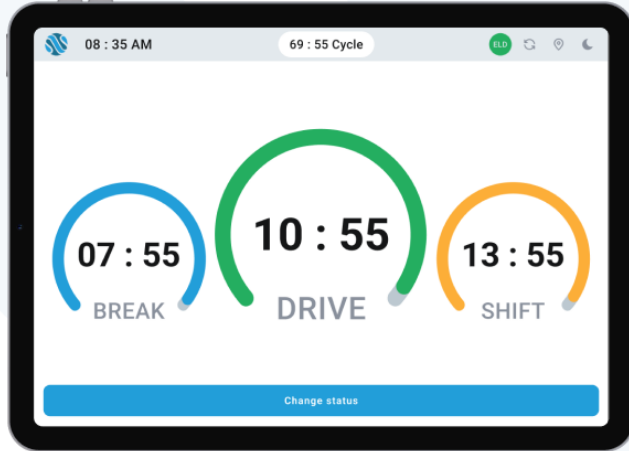 08 : 35 AM
69 : 55 Cycle
ELD
07 : 55
BREAK
10 : 55
DRIVE
13 : 55
SHIFT
Change status